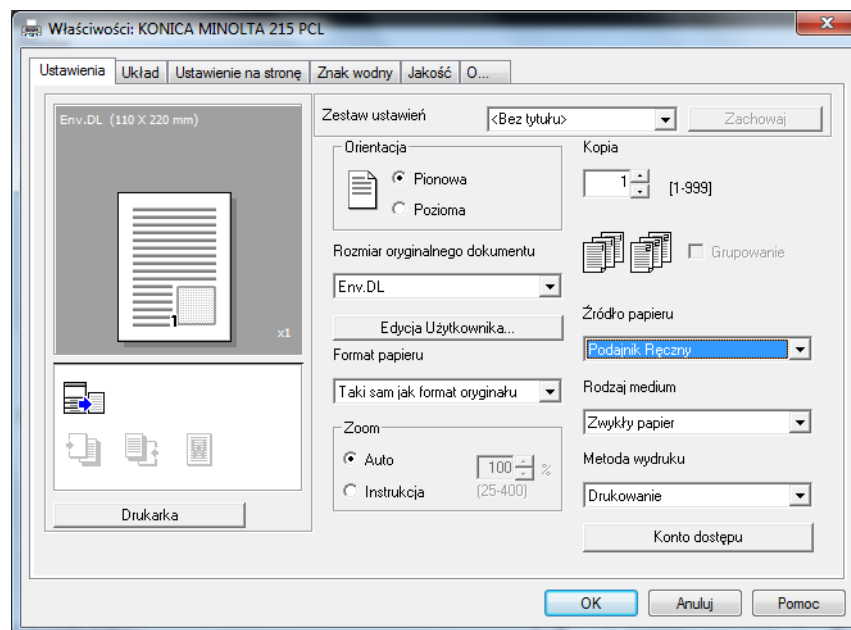 Właściwości: KONICA MINOLTA 215 PCL
Ustawienia Układ Ustawienie na stronę Znak wodny Jakość O...
Env.DL (110 X 220 mm)
1
x1
Drukarka
Zestaw ustawień <Bez tytułu> Zachowaj
Orientacja
Pionowa
Pozioma
Rozmiar oryginalnego dokumentu
Env.DL
Edycja Użytkownika...
Format papieru
Taki sam jak format oryginału
Zoom
Auto
100 %
Instrukcja (25-400)
Kopia
1 [1-999]
Grupowanie
Źródło papieru
Podajnik Ręczny
Rodzaj medium
Zwykły papier
Metoda wydruku
Drukowanie
Konto dostępu
OK Anuluj Pomoc